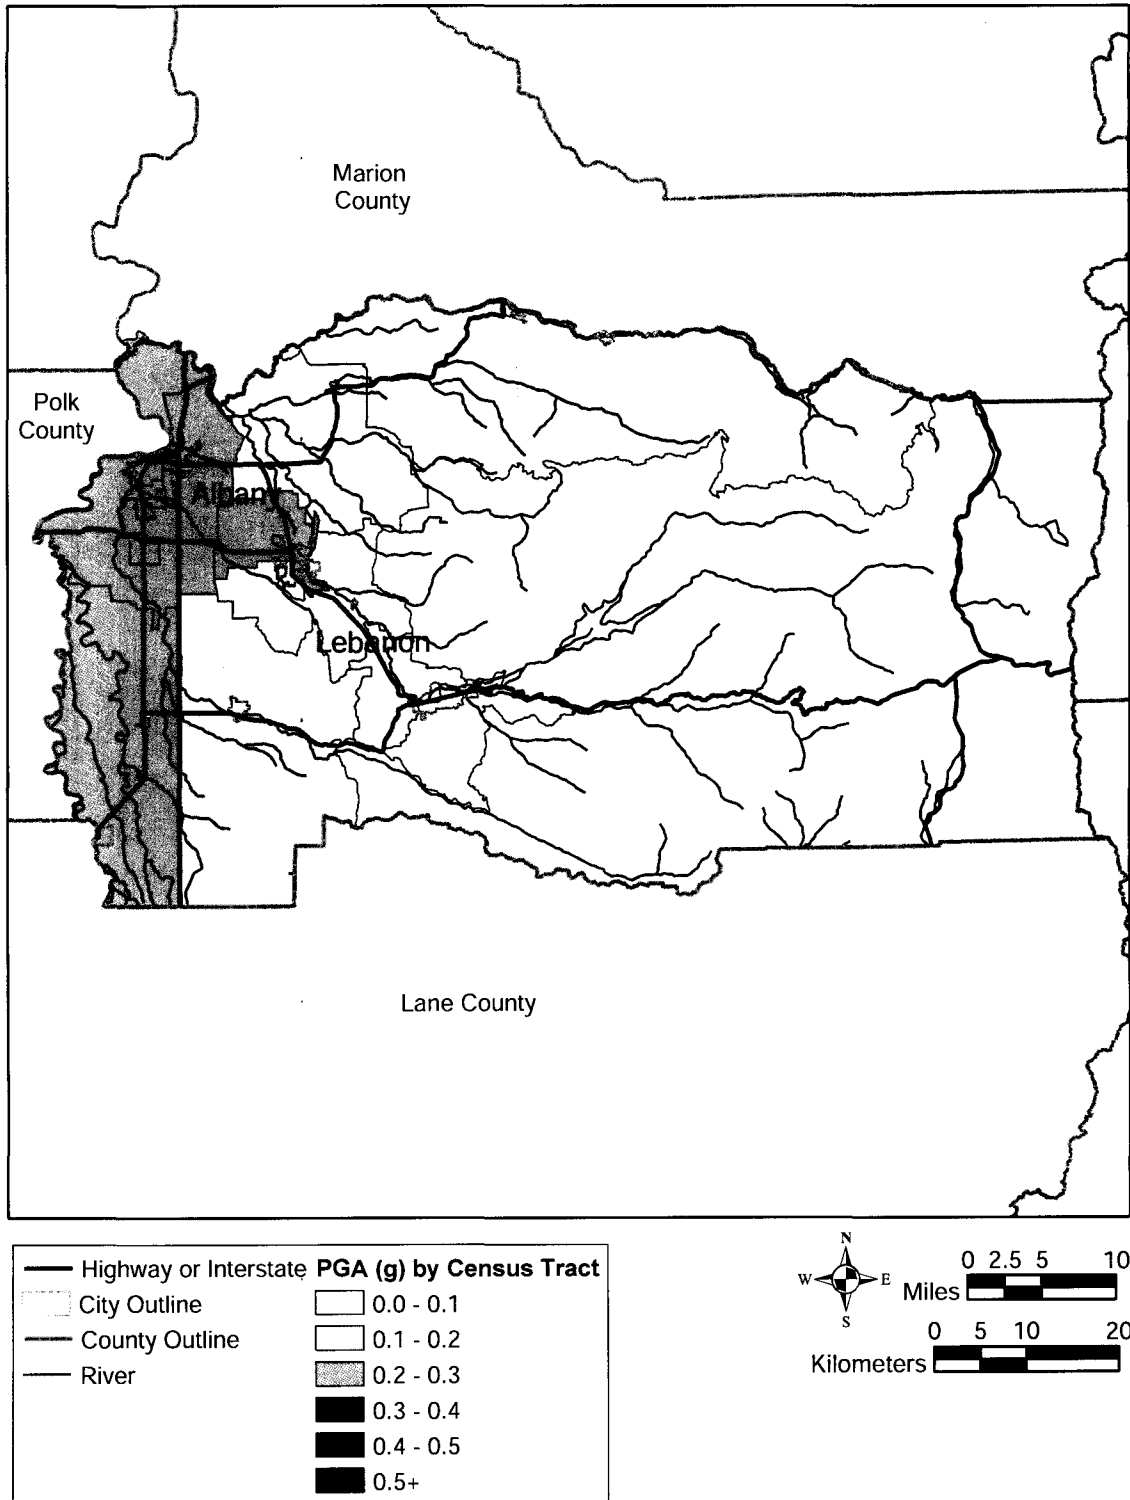 Marion
County
Polk
County
Albany
Lebanon
Lane County
Highway or Interstate
City Outline
County Outline
River
PGA (g) by Census Tract
0.0 - 0.1
0.1 - 0.2
0.2 - 0.3
0.3 - 0.4
0.4 - 0.5
0.5+
N
W E
S
0 2.5 5 10
Miles
0 5 10 20
Kilometers